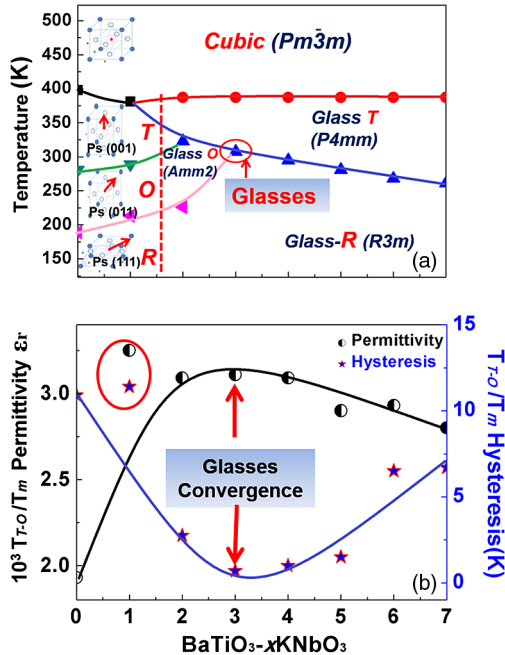 (a)
Cubic (Pm3̄m)
Temperature (K)
450
400
350
300
250
200
150
Ps (001)
Ps (011)
Ps (111)
T
O
R
Glass T
(P4mm)
Glass O
(Amm2)
Glasses
Glass-R (R3m)
(b)
Permittivity
Hysteresis
10³ TT-O/Tm Permittivity εr
3.0
2.5
2.0
TT-O/Tm Hysteresis(K)
15
10
5
0
Glasses
Convergence
0 1 2 3 4 5 6 7
BaTiO₃-xKNbO₃